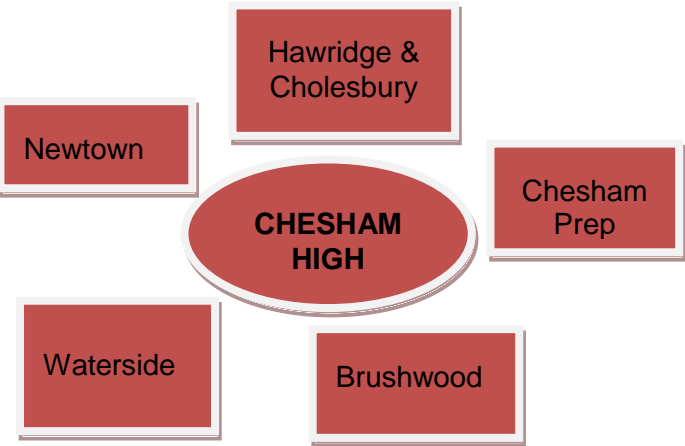 Hawridge &
Cholesbury
Newtown
Chesham
Prep
CHESHAM
HIGH
Waterside
Brushwood